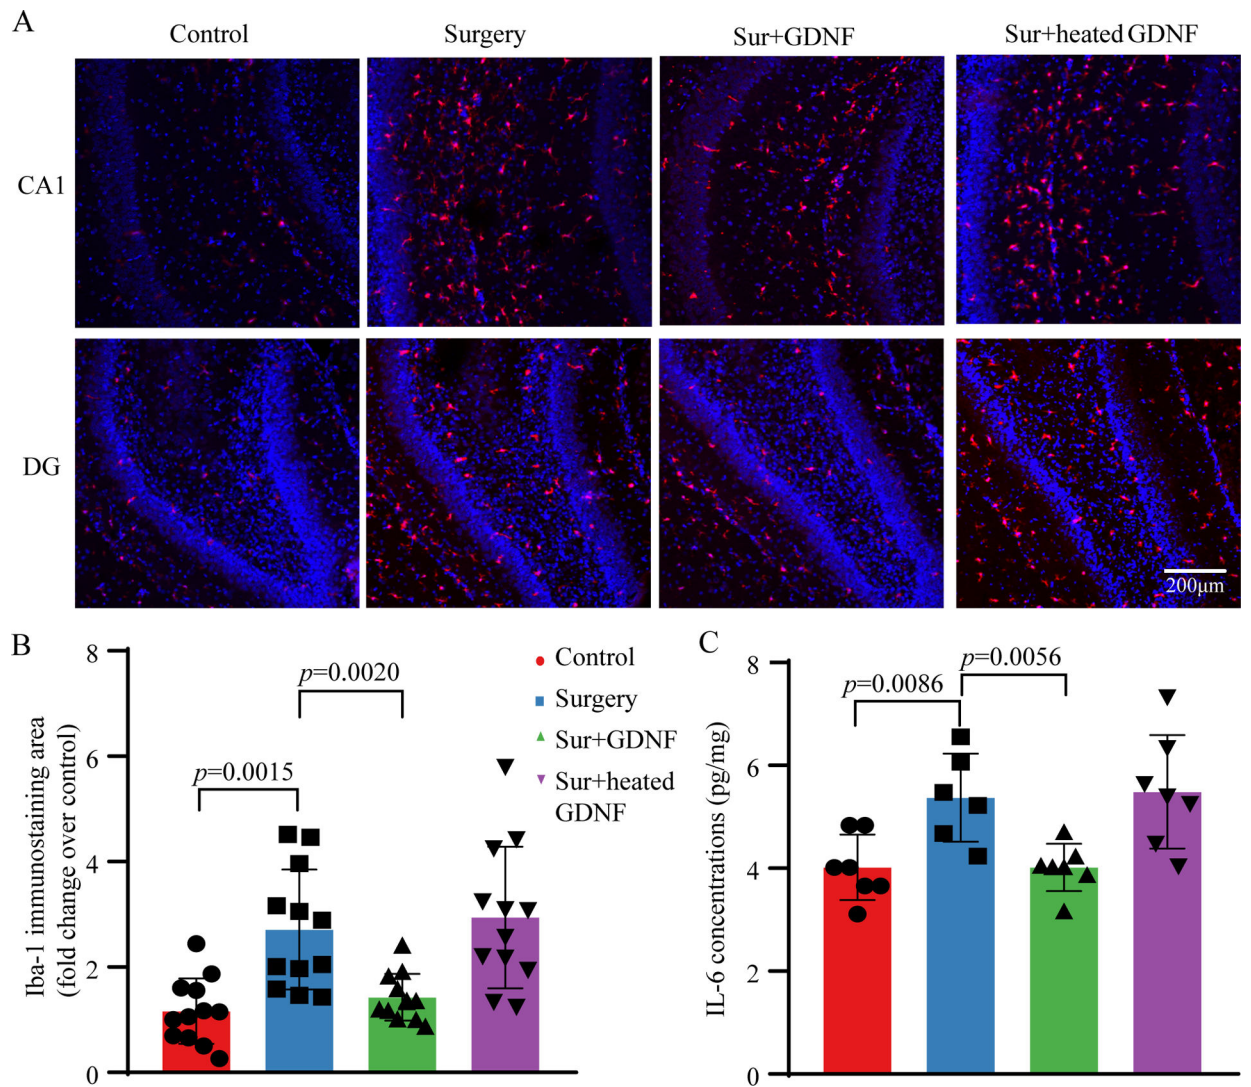 A
Control
Surgery
Sur+GDNF
Sur+heated GDNF
CA1
DG
200μm
B
Iba-1 immunostaining area
(fold change over control)
8
6
4
2
0
p=0.0015
p=0.0020
Control
Surgery
Sur+GDNF
Sur+heated
GDNF
C
IL-6 concentrations (pg/mg)
8
6
4
2
0
p=0.0086
p=0.0056